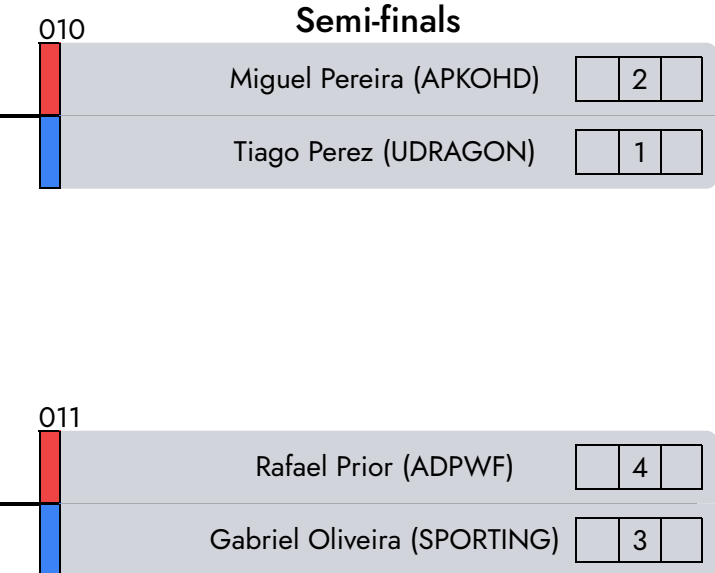 Semi-finals
010
Miguel Pereira (APKOHD) 2
Tiago Perez (UDRAGON) 1
011
Rafael Prior (ADPWF) 4
Gabriel Oliveira (SPORTING) 3